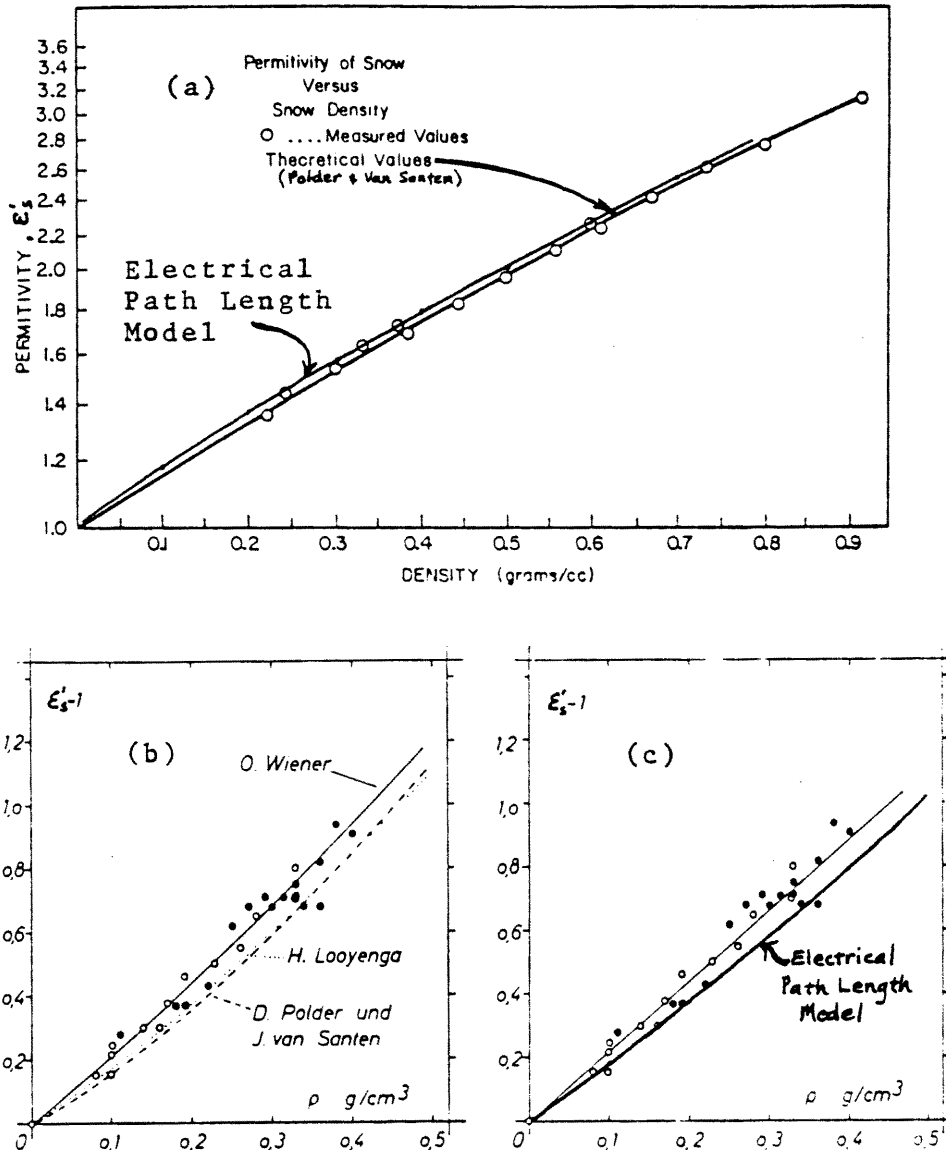 (a)
Permitivity of Snow
Versus
Snow Density
O .... Measured Values
Thecretical Values
(Polder & Van Santen)
Electrical
Path Length
Model
PERMITIVITY, ε's
3.6
3.4
3.2
3.0
2.8
2.6
2.4
2.2
2.0
1.8
1.6
1.4
1.2
1.0
0.1 0.2 0.3 0.4 0.5 0.6 0.7 0.8 0.9
DENSITY (grams/cc)
ε's-1
(b)
O. Wiener
H. Looyenga
D. Polder und
J. van Santen
1,2
1,0
0,8
0,6
0,4
0,2
0
ρ g/cm³
0 0,1 0,2 0,3 0,4 0,5
ε's-1
(c)
Electrical
Path Length
Model
1,2
1,0
0,8
0,6
0,4
0,2
0
ρ g/cm³
0 0,1 0,2 0,3 0,4 0,5